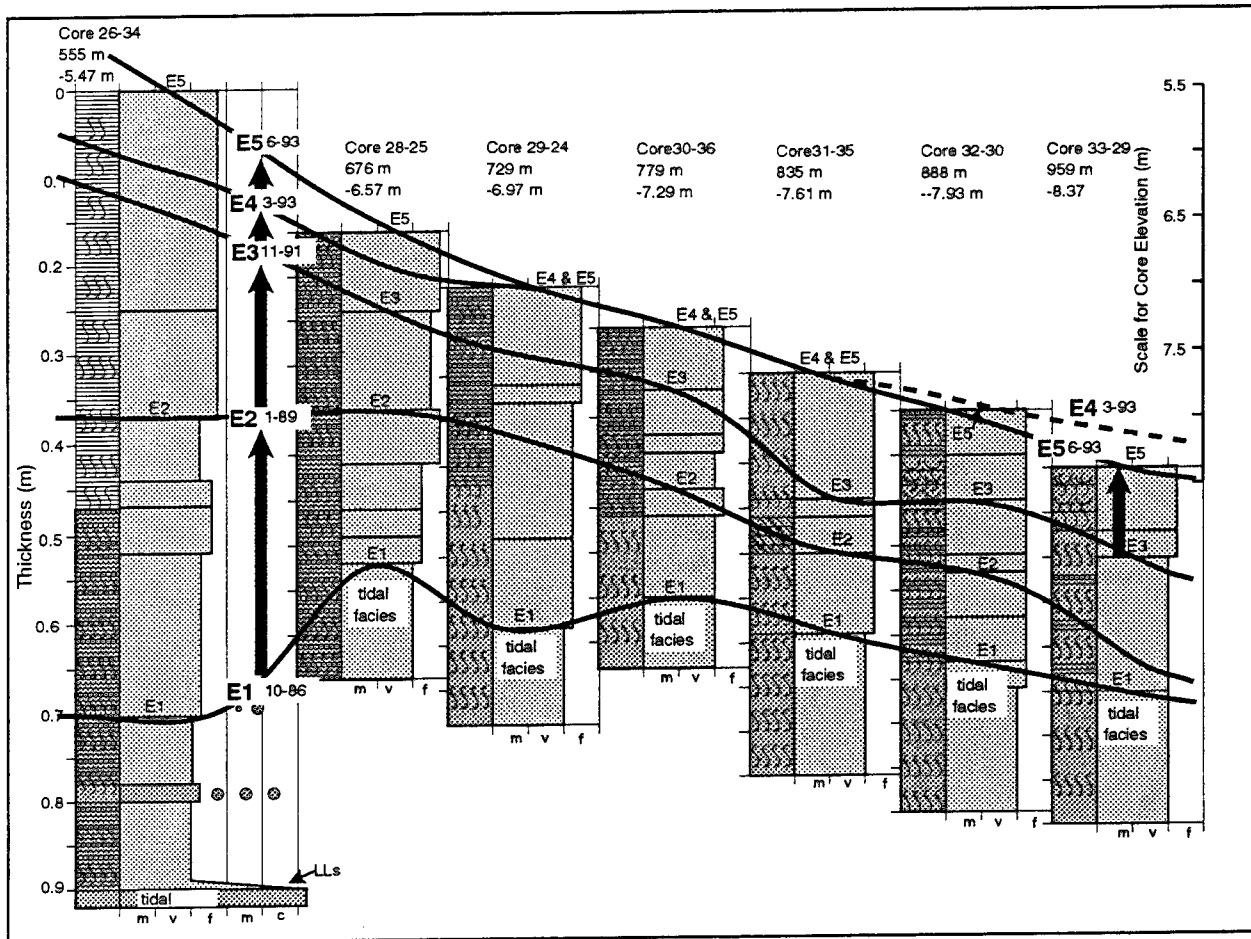 Core 26-34
555 m
-5.47 m
Core 28-25
676 m
-6.57 m
Core 29-24
729 m
-6.97 m
Core30-36
779 m
-7.29 m
Core31-35
835 m
-7.61 m
Core 32-30
888 m
--7.93 m
Core 33-29
959 m
-8.37
Scale for Core Elevation (m)
5.5
6.5
7.5
Thickness (m)
0
0.1
0.2
0.3
0.4
0.5
0.6
0.7
0.8
0.9
E5
E5 6-93
E4 3-93
E3 11-91
E2
E2 1-89
E1
E1 10-86
LLs
tidal
m v f m c
E5
E3
E2
E1
tidal
facies
m v f
E4 & E5
E1
tidal
facies
m v f
E4 & E5
E3
E2
E1
tidal
facies
m v f
E4 & E5
E3
E2
E1
tidal
facies
m v f
E5
E3
E2
E1
tidal
facies
m v f
E4 3-93
E5 6-93
E5
E3
E1
tidal
facies
m v f